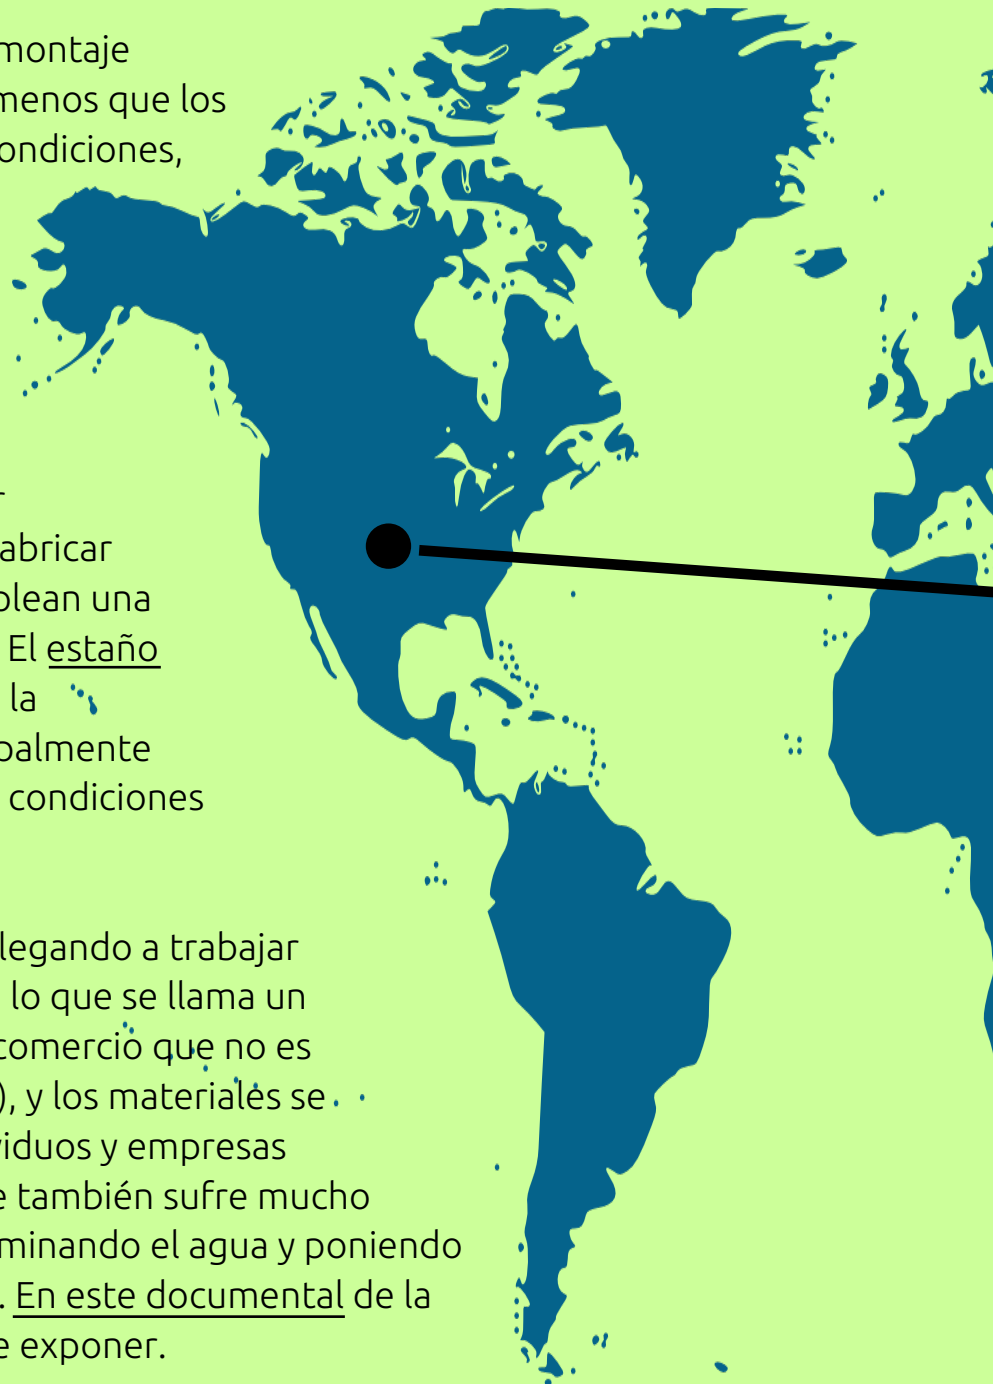 montaje
menos que los
ondiciones,
r
abricar
plean una
El estaño
la
palmente
condiciones
legando a trabajar
lo que se llama un
comercio que no es
), y los materiales se
viduos y empresas
e también sufre mucho
minando el agua y poniendo
. En este documental de la
e exponer.